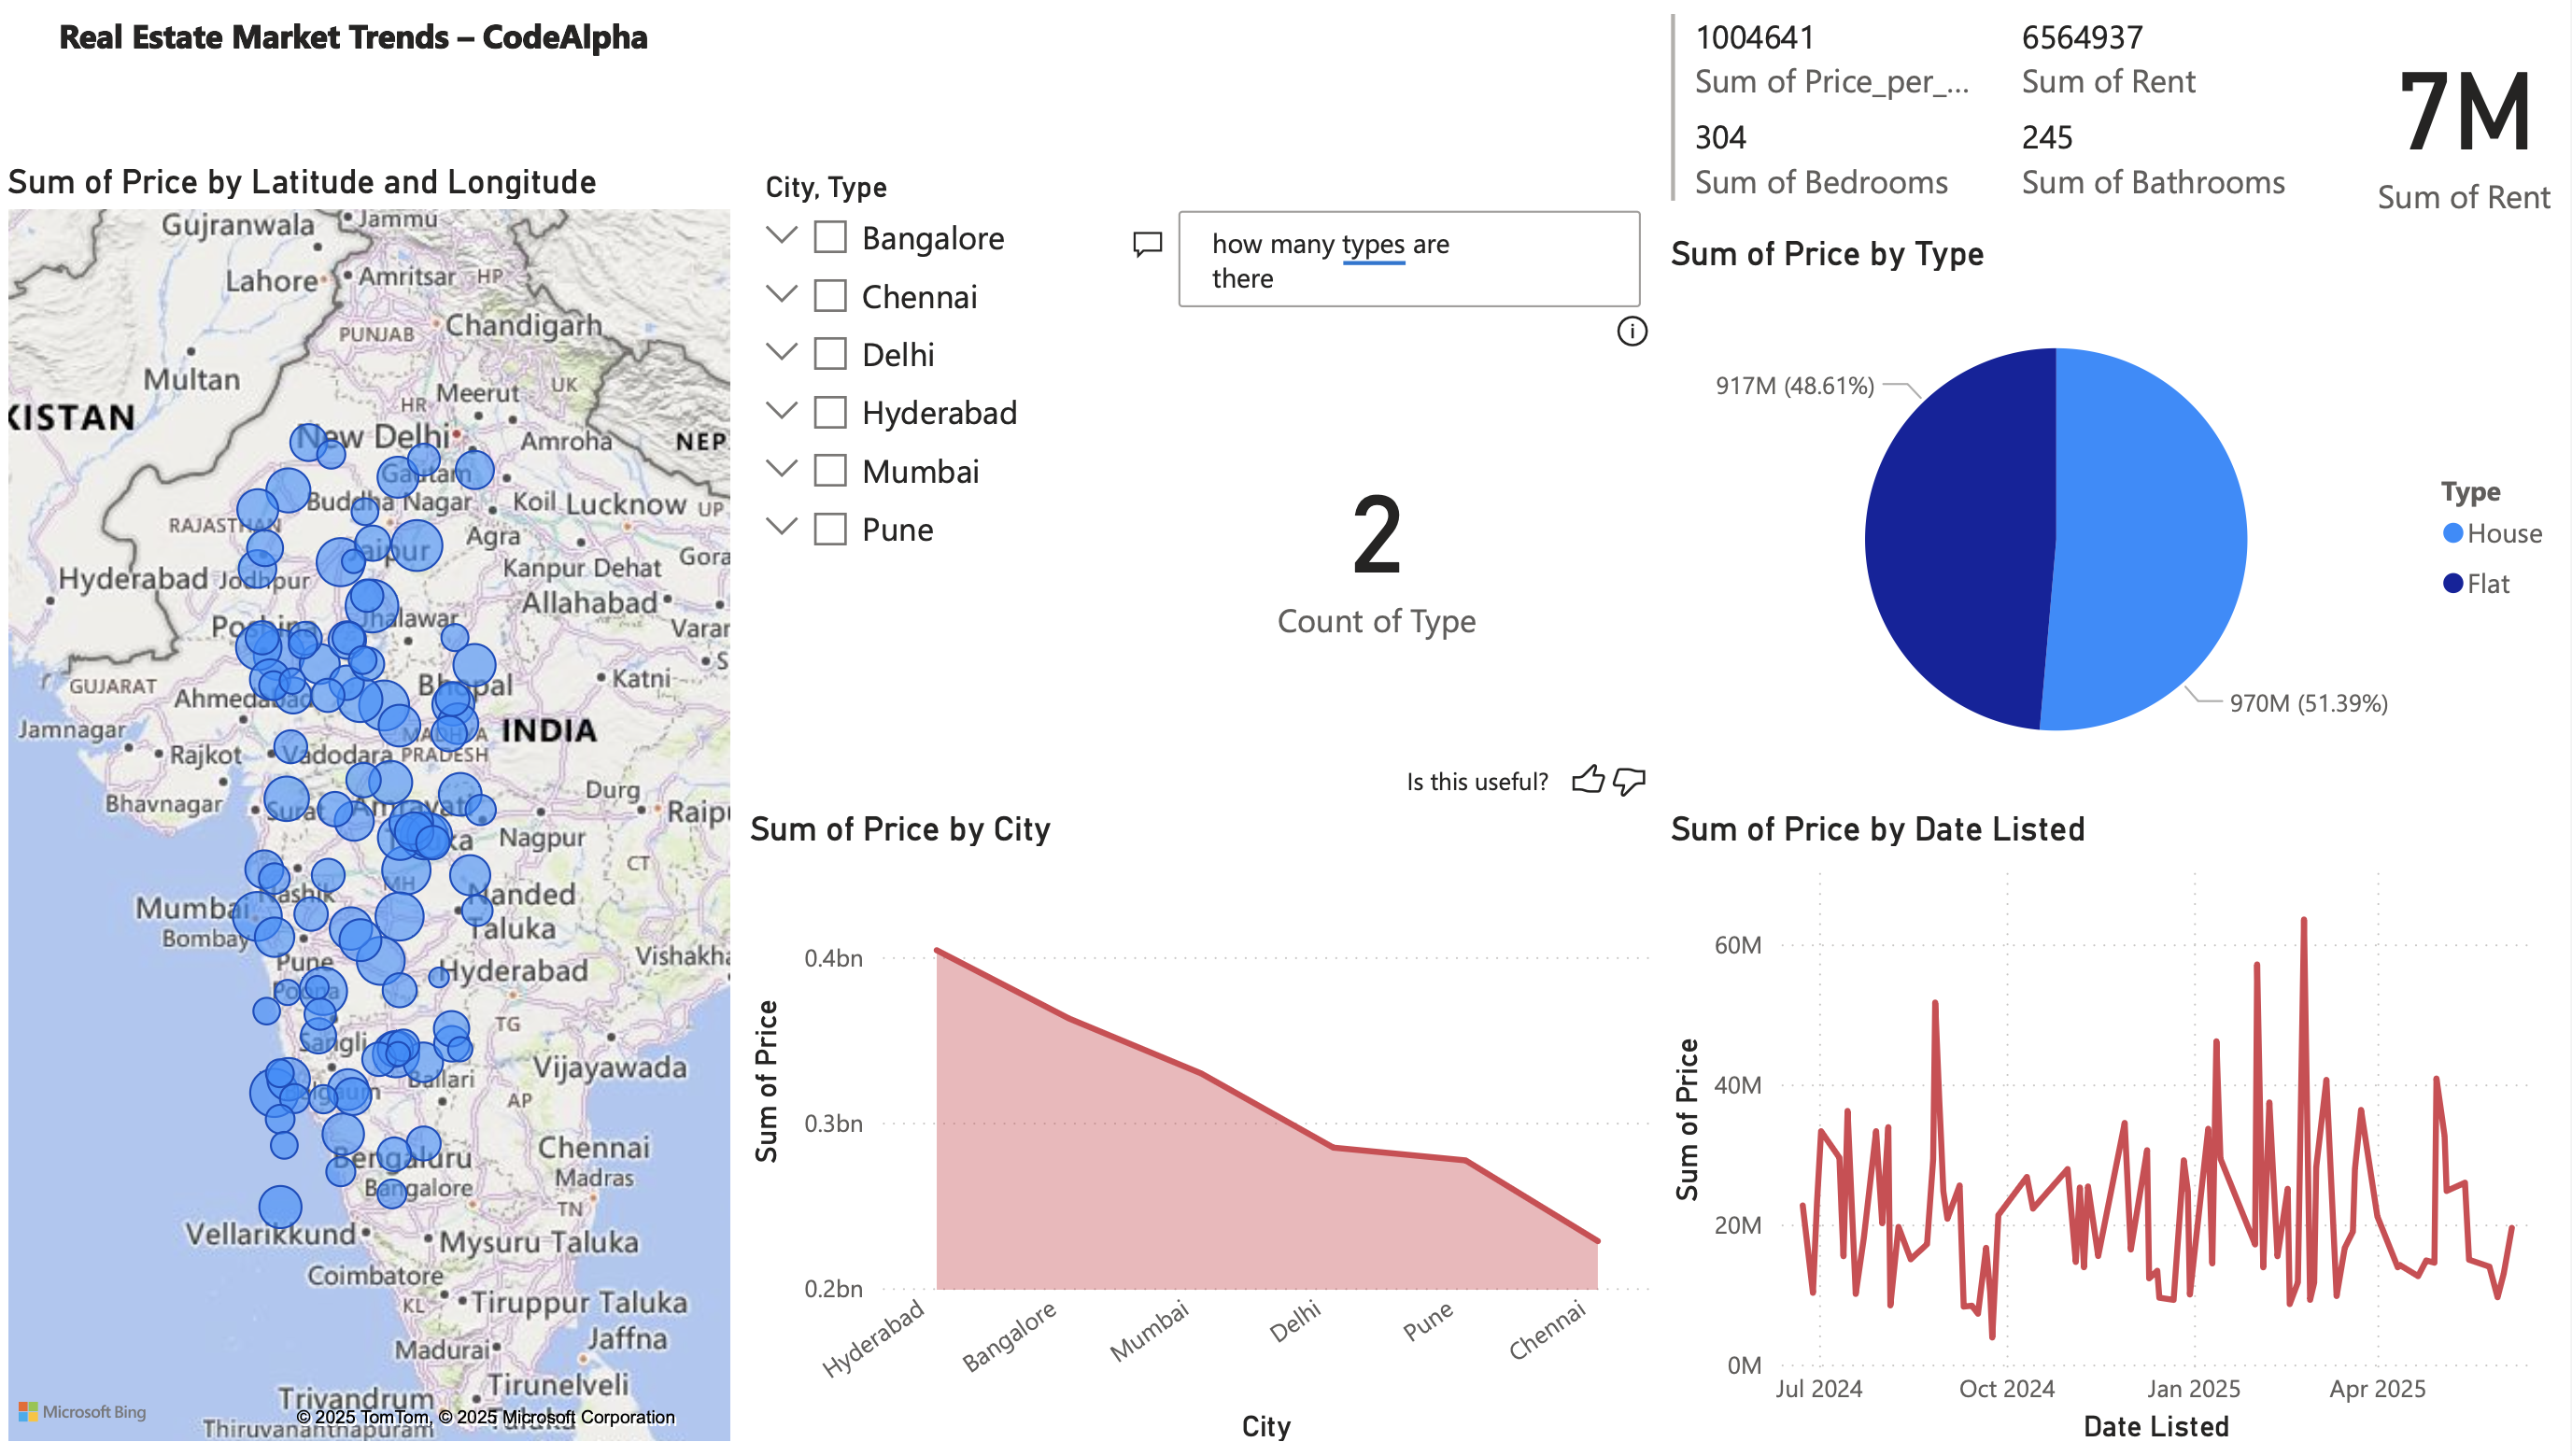 Real Estate Market Trends – CodeAlpha
1004641
Sum of Price_per_...
6564937
Sum of Rent
304
Sum of Bedrooms
245
Sum of Bathrooms
7M
Sum of Rent
Sum of Price by Latitude and Longitude
Gujranwala
Jammu
Lahore
Amritsar
HP
PUNJAB
Chandigarh
Multan
Meerut
UK
HR
KISTAN
New Delhi
Amroha
NEP
Gautam
Buddha Nagar
Koil
Lucknow
UP
RAJASTHAN
Agra
Jaipur
Gora
Kanpur Dehat
Hyderabad
Jodhpur
Allahabad
Jhalawar
Varar
GUJARAT
Ahmedabad
Bhopal
Katni
INDIA
Jamnagar
MADHYA
PRADESH
Rajkot
Vadodara
Bhavnagar
Surat
Amravati
Durg
Raipu
Nagpur
CT
Nashik
MH
Nanded
Taluka
Mumbai
Bombay
Vishakha
Pune
Poona
Hyderabad
TG
Sangli
Vijayawada
Ballari
AP
Chennai
Madras
Bengaluru
Bangalore
TN
Vellarikkund
Mysuru Taluka
Coimbatore
KL
Tiruppur Taluka
Jaffna
Madurai
Tirunelveli
Trivandrum
Thiruvananthapuram
Taluka
Microsoft Bing
© 2025 TomTom, © 2025 Microsoft Corporation
City, Type
Bangalore
Chennai
Delhi
Hyderabad
Mumbai
Pune
how many types are
there
2
Count of Type
Is this useful?
Sum of Price by Type
917M (48.61%)
970M (51.39%)
Type
House
Flat
Sum of Price by City
Sum of Price
0.4bn
0.3bn
0.2bn
Hyderabad
Bangalore
Mumbai
Delhi
Pune
Chennai
City
Sum of Price by Date Listed
Sum of Price
60M
40M
20M
0M
Jul 2024
Oct 2024
Jan 2025
Apr 2025
Date Listed